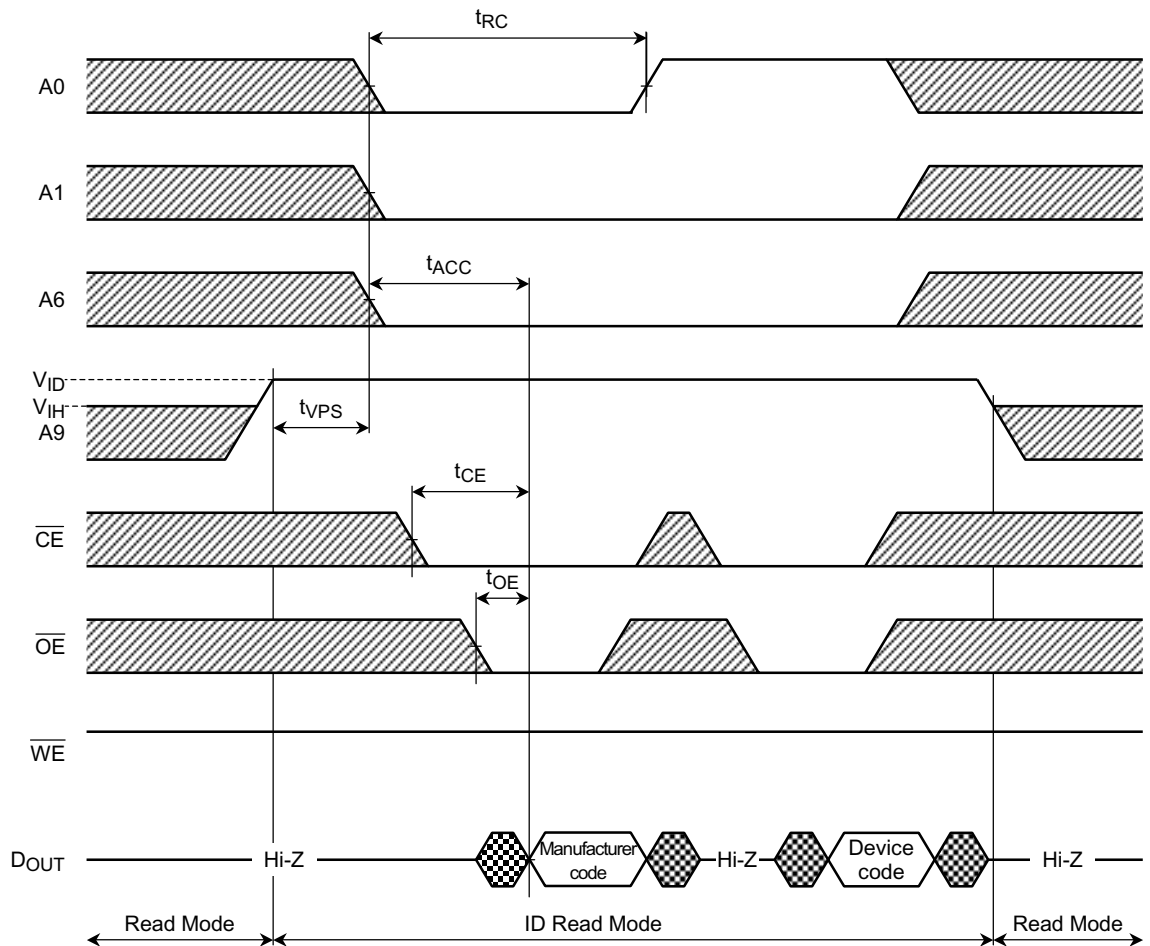 tRC
A0
A1
tACC
A6
VID
VIH
tVPS
A9
tCE
CE
tOE
OE
WE
DOUT
Hi-Z
Manufacturer
code
Hi-Z
Device
code
Hi-Z
Read Mode
ID Read Mode
Read Mode